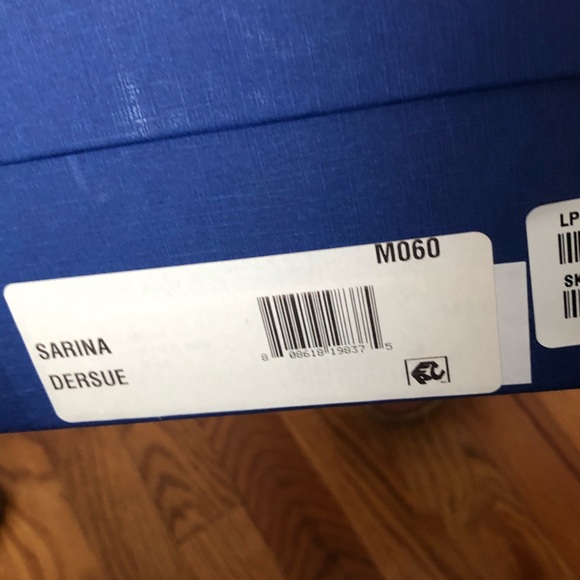 M060
SARINA
DERSUE
8 08618 19837 5
LP
SK